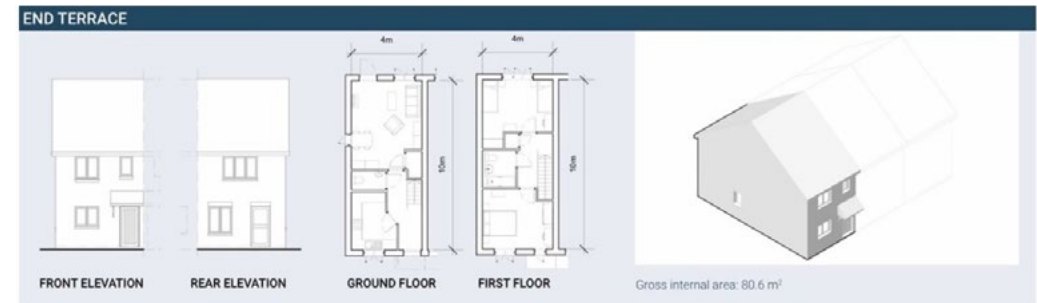 END TERRACE
4m
4m
10m
10m
FRONT ELEVATION
REAR ELEVATION
GROUND FLOOR
FIRST FLOOR
Gross internal area: 80.6 m²